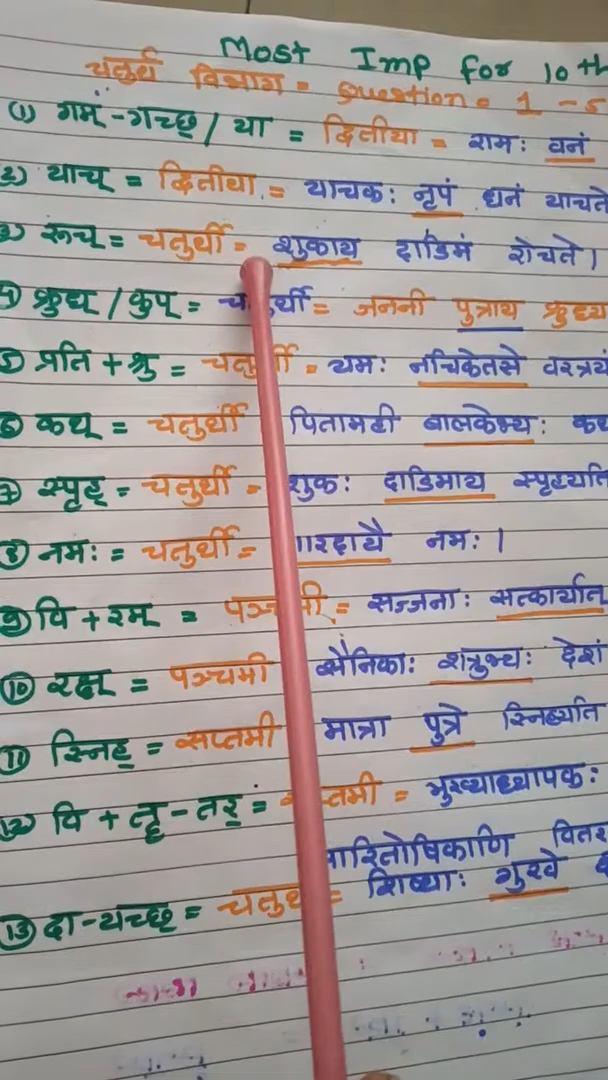 Most Imp for 10th
चतुर्थ विभाग = Question = 1 - 5
(1) गम् - गच्छ् / या = द्वितीया = रामः वनं
2) याच् = द्वितीया = याचकः नृपं धनं याचते
3) रूच् = चतुर्थी = शुकाय दाडिमं रोचते।
4) क्रुध् / कुप् = चतुर्थी = जननी पुत्राय क्रुध्य
5) प्रति + श्रु = चतुर्थी = यमः नचिकेतसे वरत्रयं
6) कथ् = चतुर्थी पितामही बालकेभ्यः कथ
7) स्पृह् = चतुर्थी = शुकः दाडिमाय स्पृहयति
8) नमः = चतुर्थी = शारदायै नमः।
9) वि + रम् = पञ्चमी = सज्जनाः सत्कार्यात्
10) रक्ष् = पञ्चमी सैनिकाः शत्रुभ्यः देशं
11) स्निह् = सप्तमी माता पुत्रे स्निह्यति
12) वि + तृ - तर् = सप्तमी = मुख्याध्यापकः
पारितोषिकाणि वितर
13) दा - यच्छ् = चतुर्थी = शिष्याः गुरवे